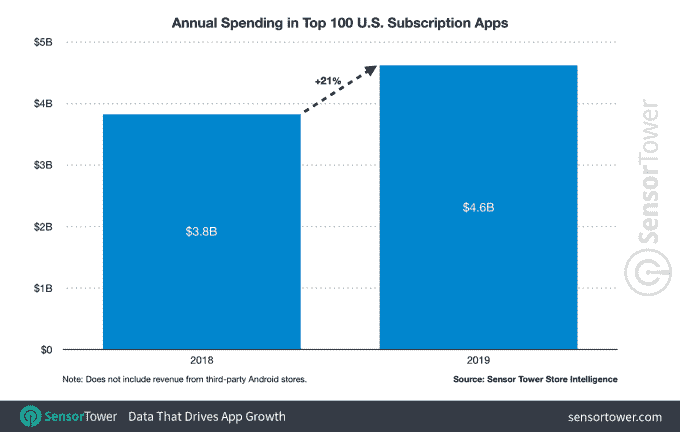 Annual Spending in Top 100 U.S. Subscription Apps
$5B
$4B
$3B
$2B
$1B
$0
+21%
$3.8B
$4.6B
2018
2019
SensorTower
Note: Does not include revenue from third-party Android stores.
Source: Sensor Tower Store Intelligence
SensorTower
Data That Drives App Growth
sensortower.com